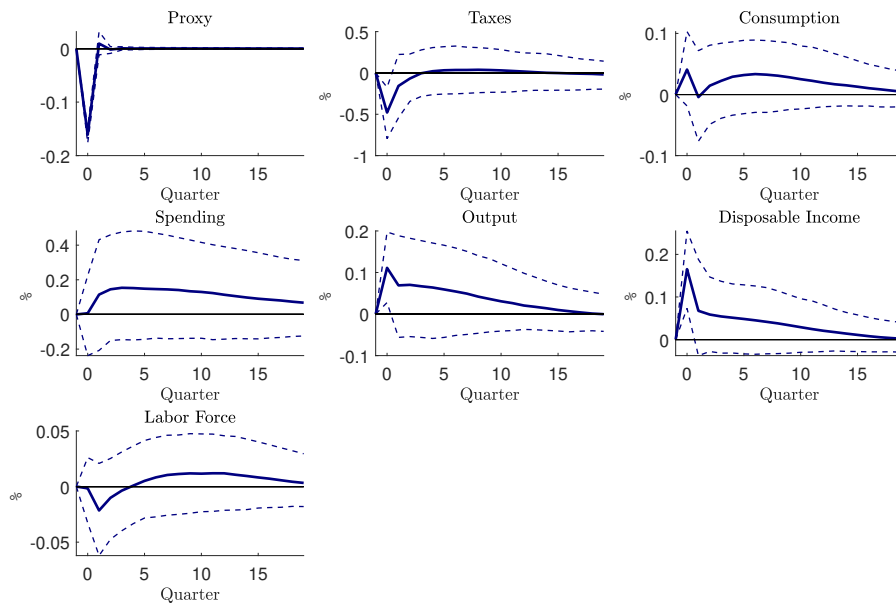 Proxy
0
-0.1
-0.2
0 5 10 15
Quarter
Taxes
%
0.5
0
-0.5
-1
0 5 10 15
Quarter
Consumption
%
0.1
0
-0.1
0 5 10 15
Quarter
Spending
%
0.4
0.2
0
-0.2
0 5 10 15
Quarter
Output
%
0.2
0.1
0
-0.1
0 5 10 15
Quarter
Disposable Income
%
0.2
0.1
0
0 5 10 15
Quarter
Labor Force
%
0.05
0
-0.05
0 5 10 15
Quarter